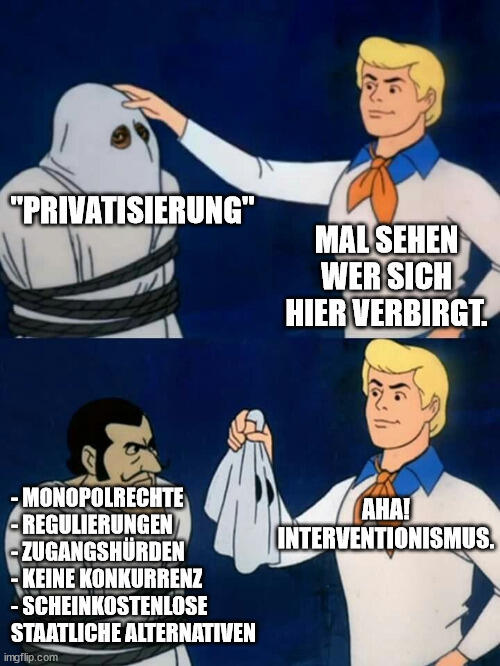 "PRIVATISIERUNG"
MAL SEHEN
WER SICH
HIER VERBIRGT.
- MONOPOLRECHTE
- REGULIERUNGEN
- ZUGANGSHÜRDEN
- KEINE KONKURRENZ
- SCHEINKOSTENLOSE
STAATLICHE ALTERNATIVEN
AHA!
INTERVENTIONISMUS.
imgflip.com